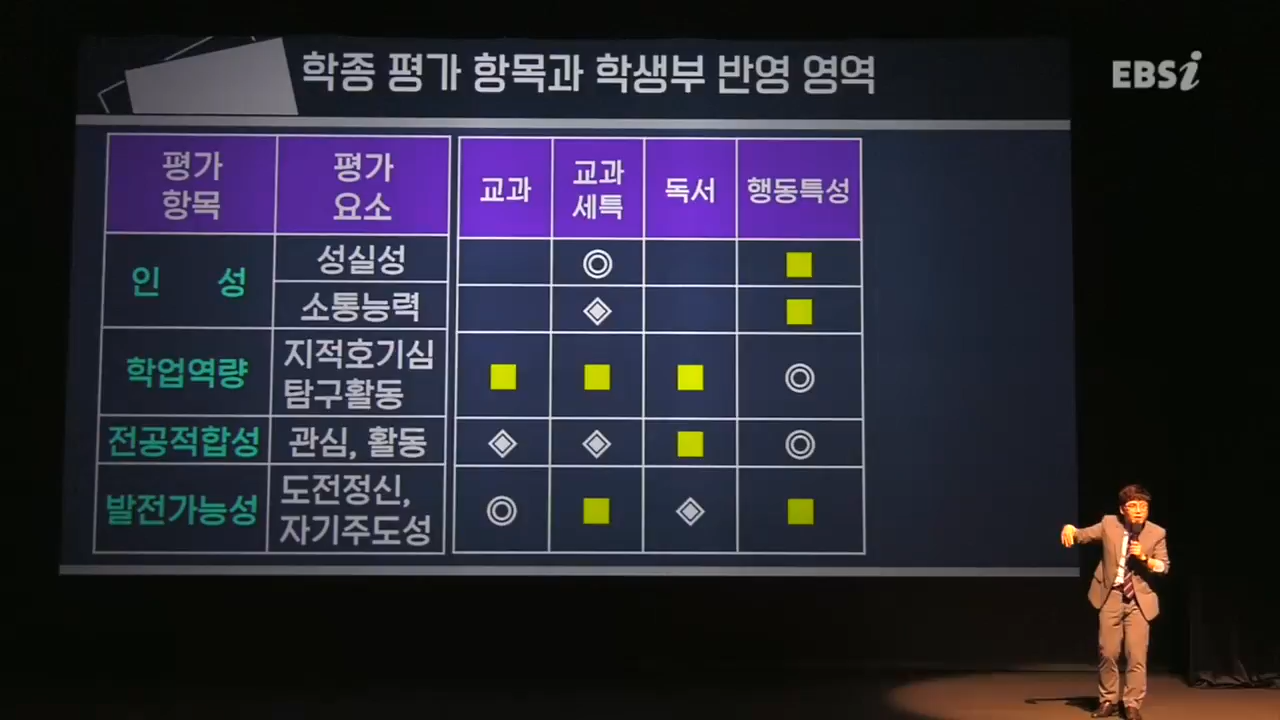 학종 평가 항목과 학생부 반영 영역
EBSi
평가
항목
평가
요소
교과
교과
세특
독서
행동특성
인 성
성실성
◎ ■
소통능력
◈ ■
학업역량
지적호기심
탐구활동
■ ■ ■ ◎
전공적합성
관심, 활동
◈ ◈ ■ ◎
발전가능성
도전정신,
자기주도성
◎ ■ ◈ ■